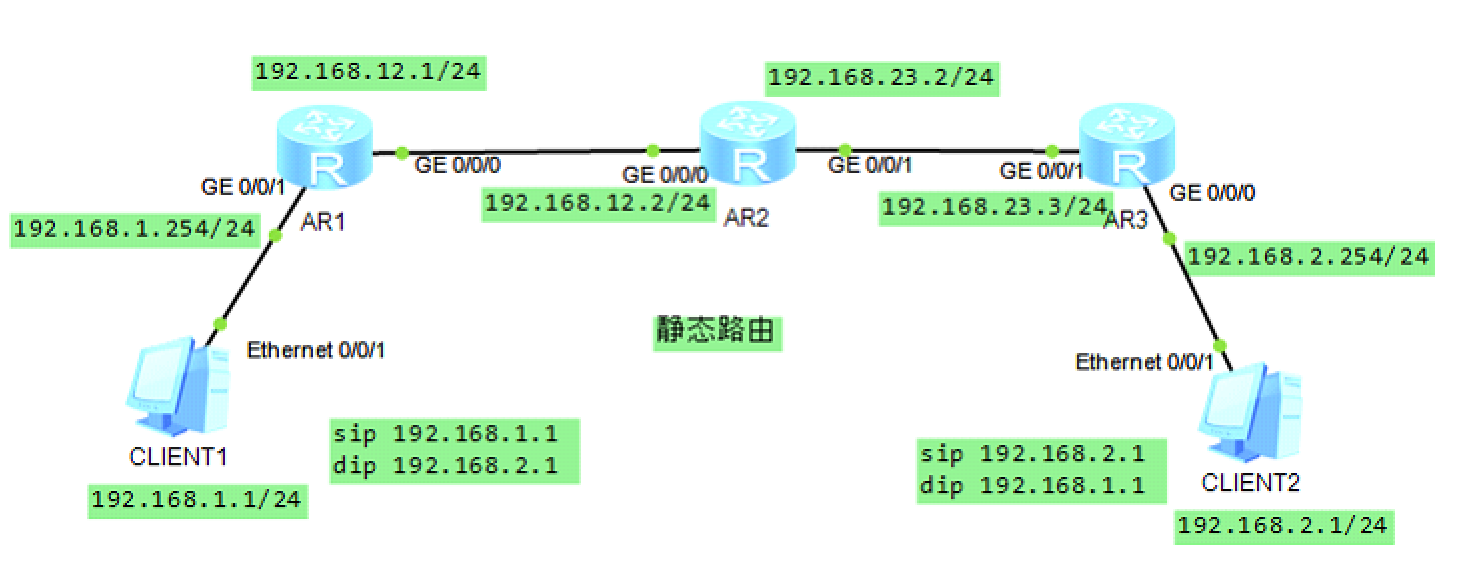 192.168.12.1/24
192.168.23.2/24
R
R
R
GE 0/0/0
GE 0/0/0
GE 0/0/1
GE 0/0/1
GE 0/0/1
GE 0/0/0
192.168.1.254/24
AR1
192.168.12.2/24
AR2
192.168.23.3/24
AR3
192.168.2.254/24
静态路由
Ethernet 0/0/1
Ethernet 0/0/1
sip 192.168.1.1
dip 192.168.2.1
CLIENT1
192.168.1.1/24
sip 192.168.2.1
dip 192.168.1.1
CLIENT2
192.168.2.1/24